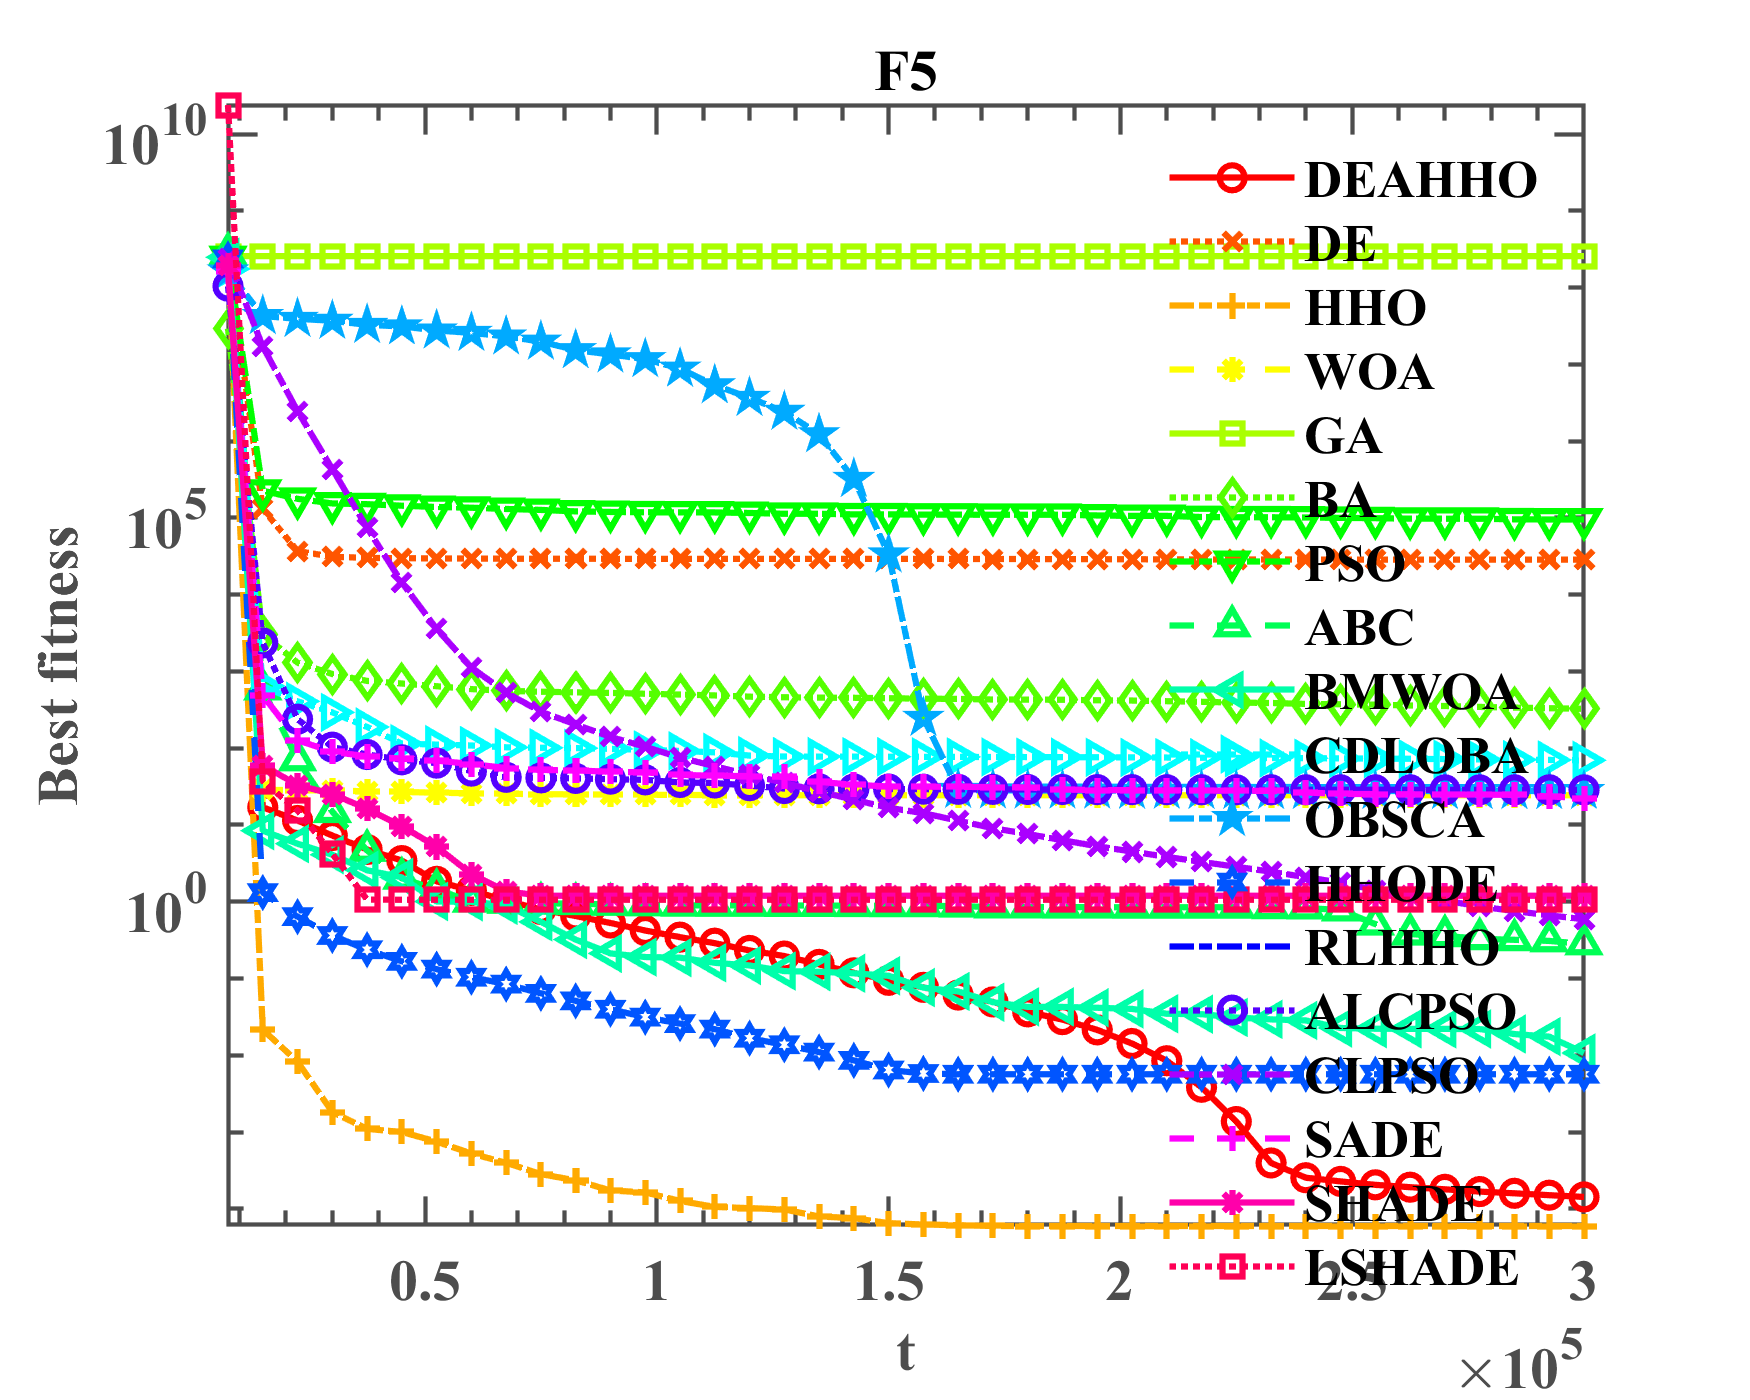 F5
10^10
10^5
10^0
Best fitness
DEAHHO
DE
HHO
WOA
GA
BA
PSO
ABC
BMWOA
CDLOBA
OBSCA
HHODE
RLHHO
ALCPSO
CLPSO
SADE
SHADE
LSHADE
0.5 1 1.5 2 2.5 3
t
×10^5